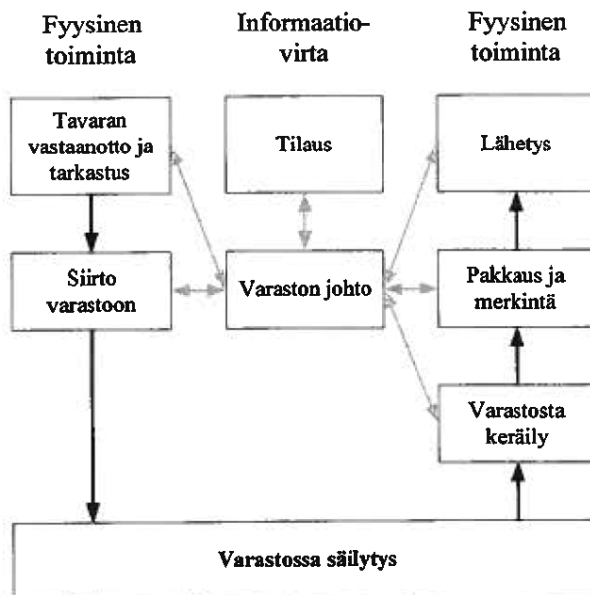 Fyysinen
toiminta
Informaatio-
virta
Fyysinen
toiminta
Tavaran
vastaanotto ja
tarkastus
Tilaus
Lähetys
Siirto
varastoon
Varaston johto
Pakkaus ja
merkintä
Varastosta
keräily
Varastossa säilytys